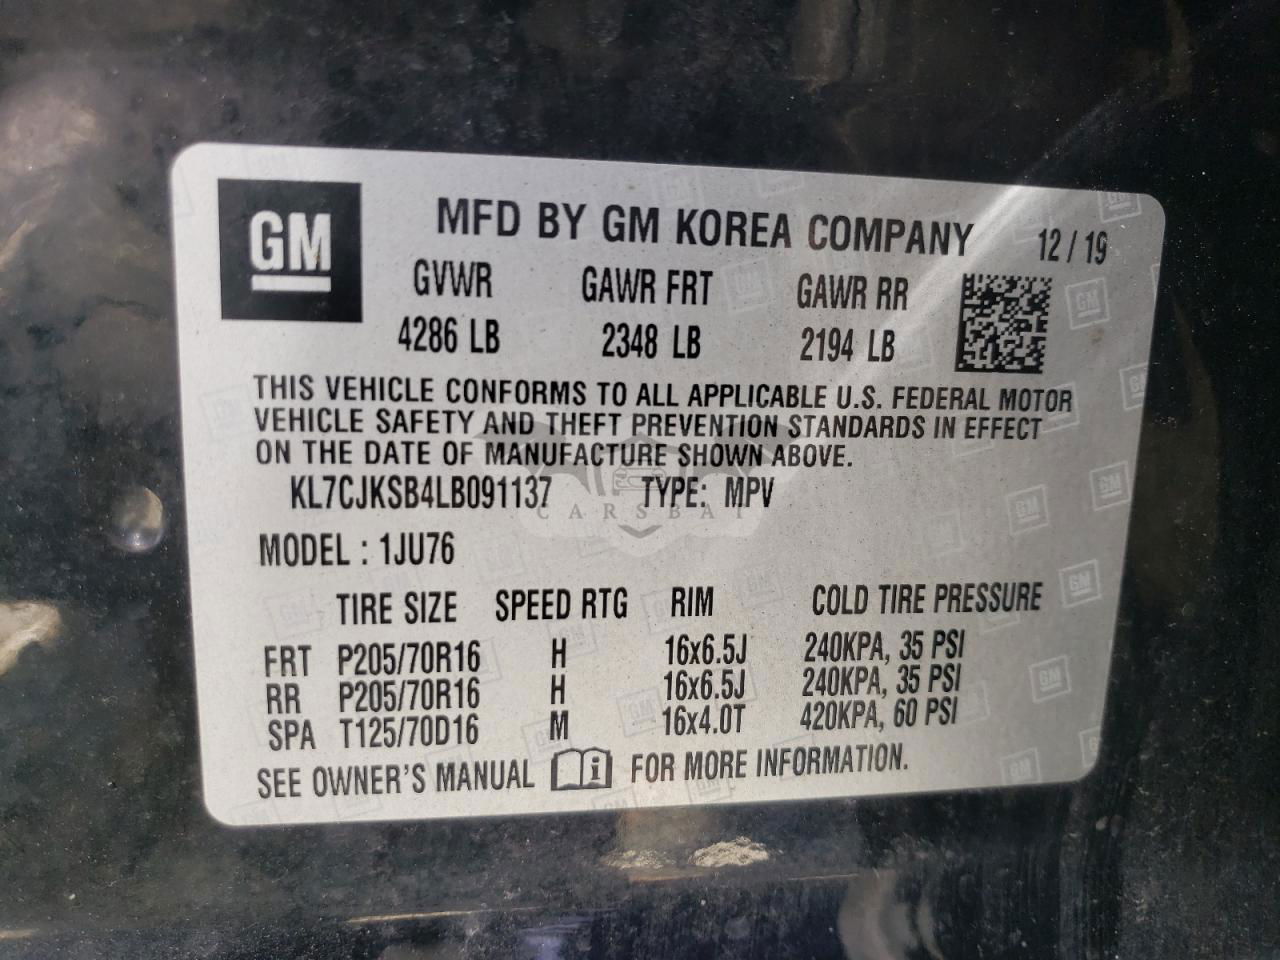 GM
MFD BY GM KOREA COMPANY 12 / 19
GVWR GAWR FRT GAWR RR
4286 LB 2348 LB 2194 LB
THIS VEHICLE CONFORMS TO ALL APPLICABLE U.S. FEDERAL MOTOR
VEHICLE SAFETY AND THEFT PREVENTION STANDARDS IN EFFECT
ON THE DATE OF MANUFACTURE SHOWN ABOVE.
KL7CJKSB4LB091137 TYPE: MPV
CARSBAT
MODEL : 1JU76
TIRE SIZE SPEED RTG RIM COLD TIRE PRESSURE
FRT P205/70R16 H 16x6.5J 240KPA, 35 PSI
RR P205/70R16 H 16x6.5J 240KPA, 35 PSI
SPA T125/70D16 M 16x4.0T 420KPA, 60 PSI
SEE OWNER'S MANUAL i FOR MORE INFORMATION.